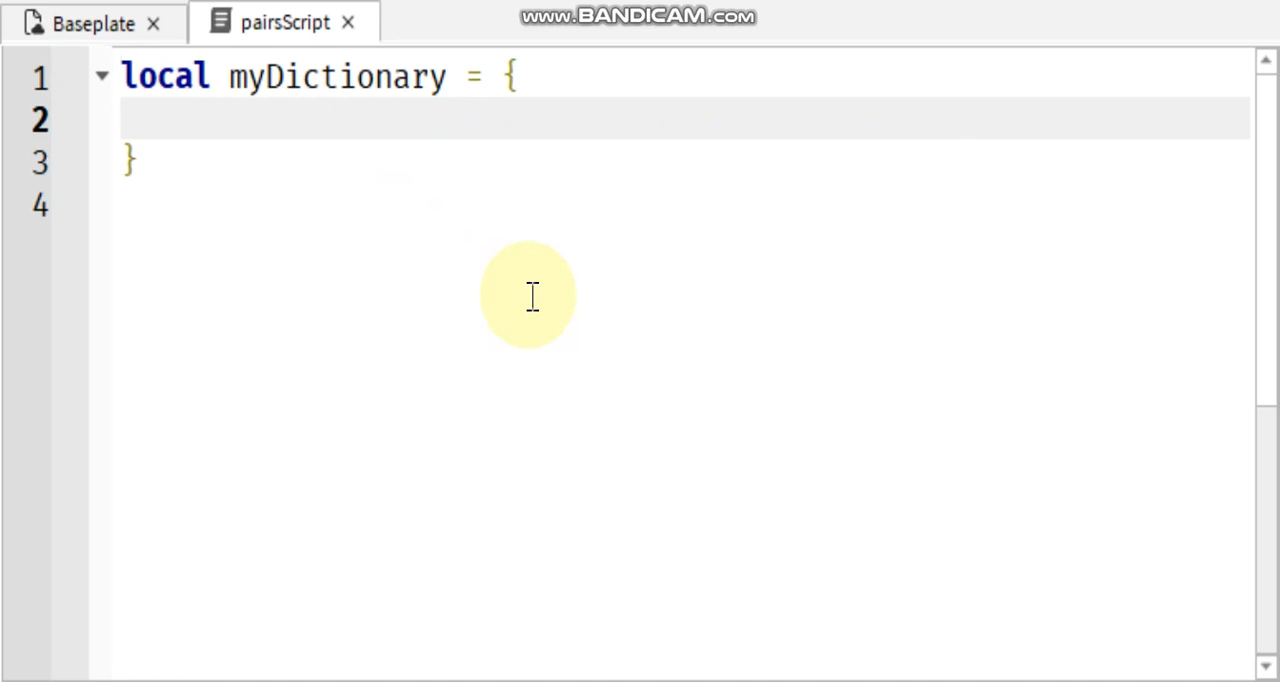 www.BANDICAM.com
Baseplate × pairsScript ×
1 local myDictionary = {
2
3 }
4